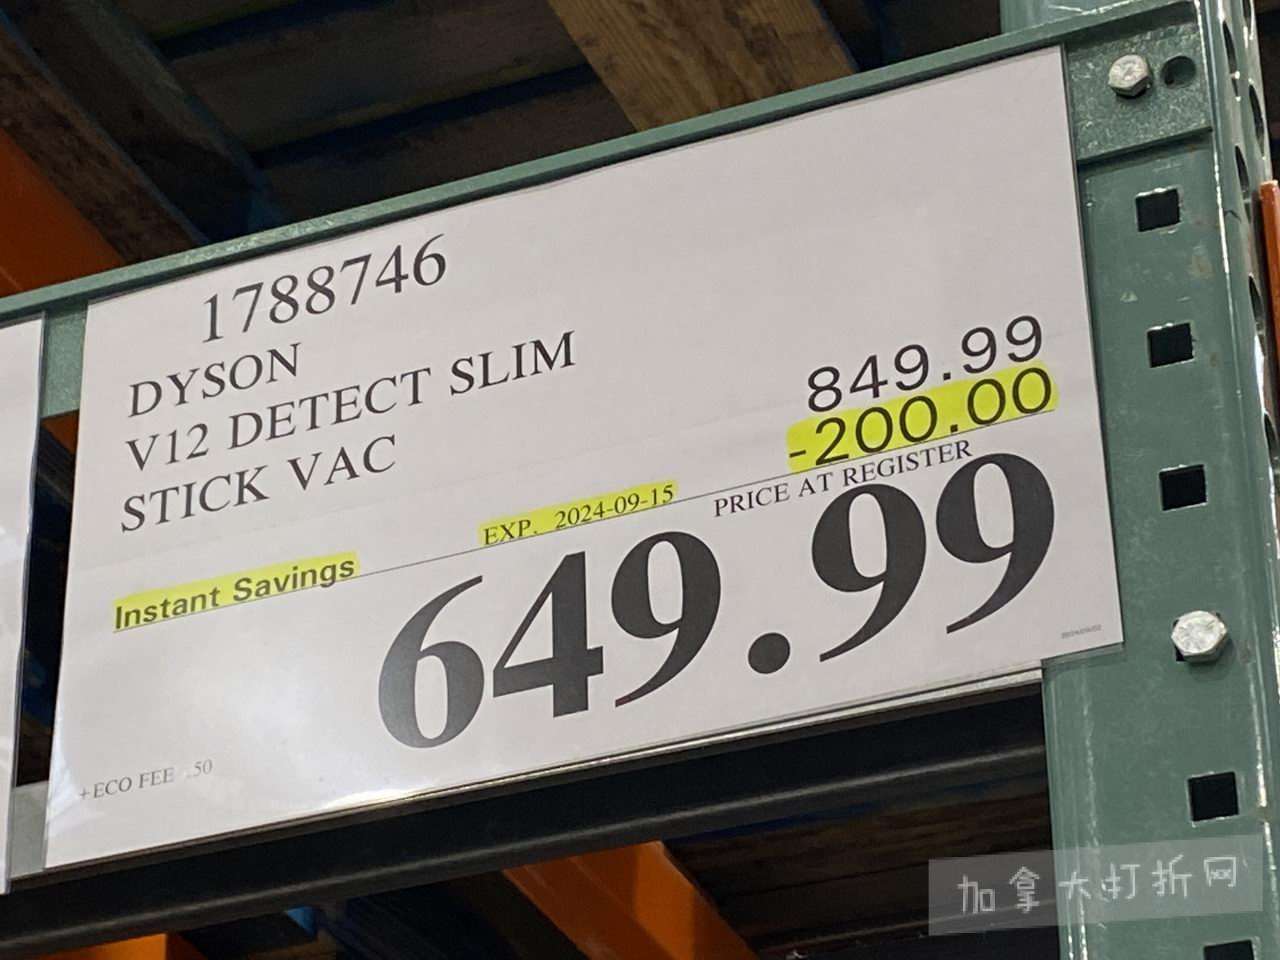 1788746
DYSON
V12 DETECT SLIM
STICK VAC
849.99
-200.00
EXP. 2024-09-15
PRICE AT REGISTER
Instant Savings
649.99
+ECO FEE .50
加拿大打折网